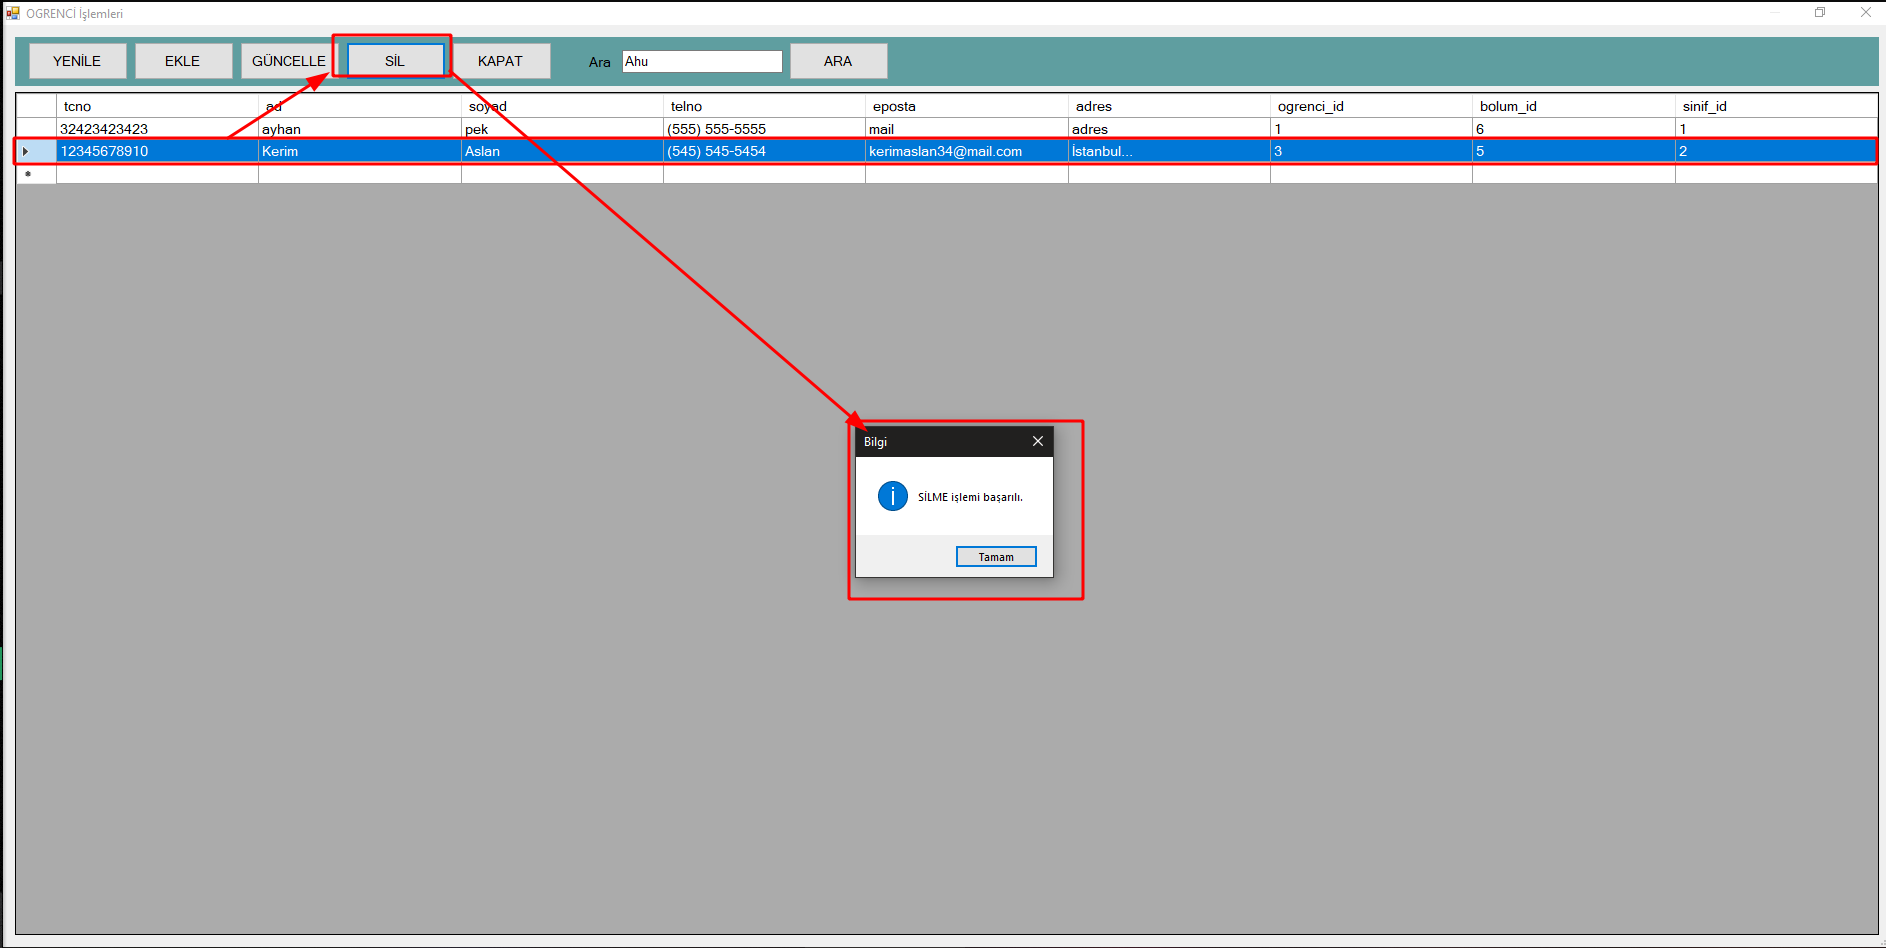 OGRENCİ İşlemleri
YENİLE EKLE GÜNCELLE SİL KAPAT Ara Ahu ARA
tcno ad soyad telno eposta adres ogrenci_id bolum_id sinif_id
32423423423 ayhan pek (555) 555-5555 mail adres 1 6 1
12345678910 Kerim Aslan (545) 545-5454 kerimaslan34@mail.com İstanbul... 3 5 2
Bilgi
SİLME işlemi başarılı.
Tamam